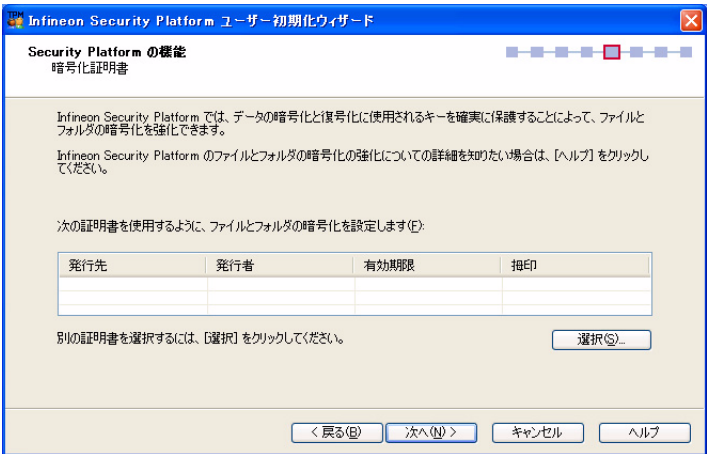 TPM
Infineon Security Platform ユーザー初期化ウィザード
Security Platform の機能
暗号化証明書
Infineon Security Platform では、データの暗号化と復号化に使用されるキーを確実に保護することによって、ファイルと
フォルダの暗号化を強化できます。
Infineon Security Platform のファイルとフォルダの暗号化の強化についての詳細を知りたい場合は、[ヘルプ] をクリックし
てください。
次の証明書を使用するように、ファイルとフォルダの暗号化を設定します(F):
発行先 発行者 有効期限 拇印
別の証明書を選択するには、[選択] をクリックしてください。
選択(S)...
< 戻る(B) 次へ(N) > キャンセル ヘルプ